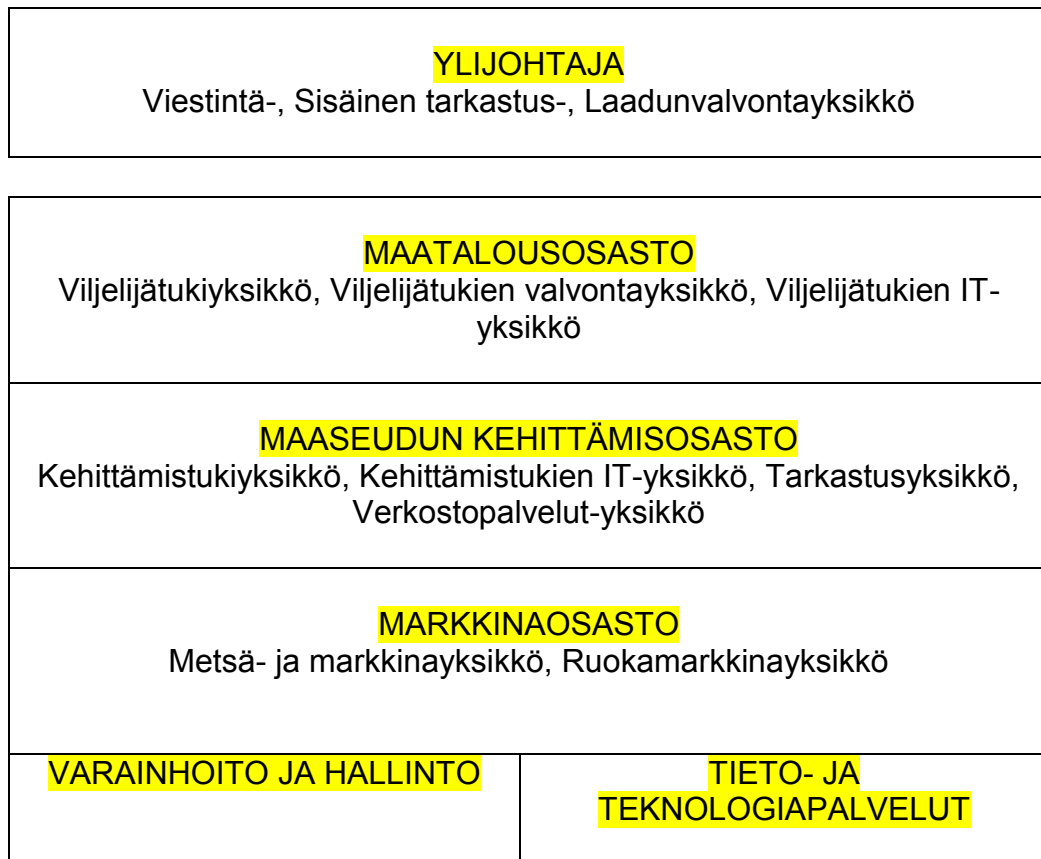 YLIJOHTAJA
Viestintä-, Sisäinen tarkastus-, Laadunvalvontayksikkö
MAATALOUSOSASTO
Viljelijätukiyksikkö, Viljelijätukien valvontayksikkö, Viljelijätukien IT-
yksikkö
MAASEUDUN KEHITTÄMISOSASTO
Kehittämistukiyksikkö, Kehittämistukien IT-yksikkö, Tarkastusyksikkö,
Verkostopalvelut-yksikkö
MARKKINAOSASTO
Metsä- ja markkinayksikkö, Ruokamarkkinayksikkö
VARAINHOITO JA HALLINTO
TIETO- JA
TEKNOLOGIAPALVELUT